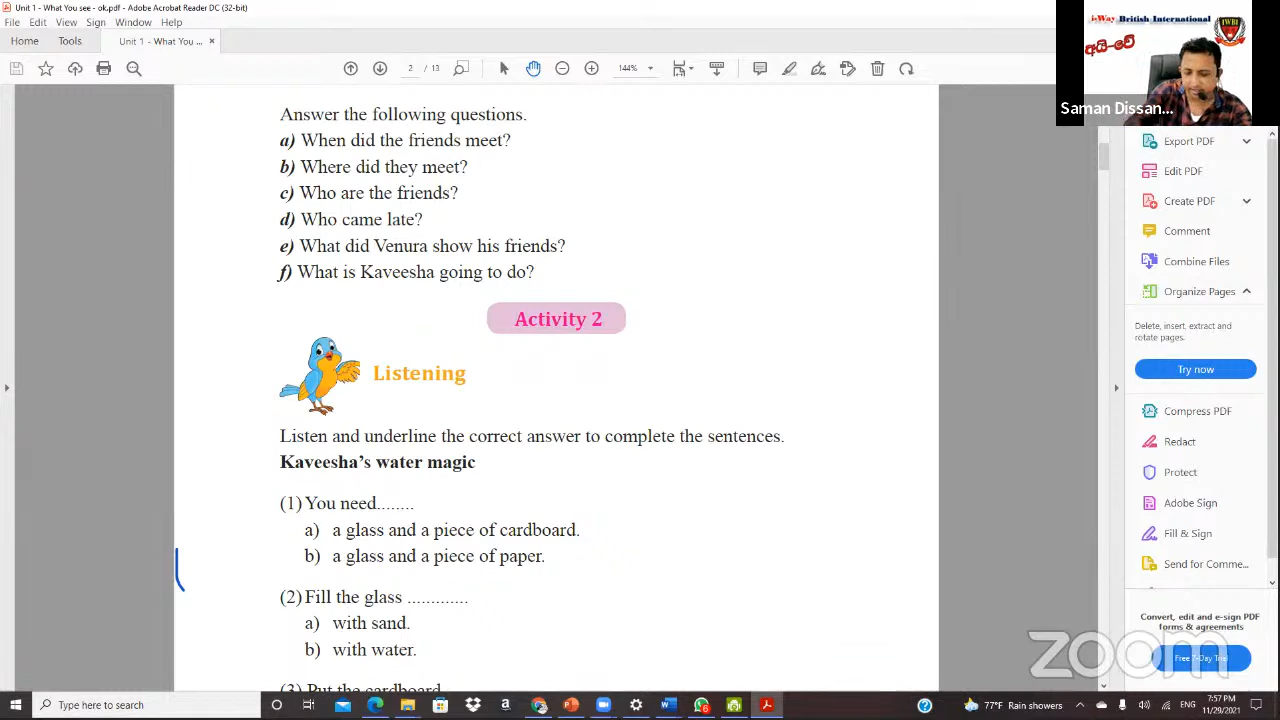 Unit 1 - What You see - ok.pdf - Adobe Acrobat Reader DC (32-bit)
File Edit View Sign Window Help
Home Tools Unit 1 - What You ... ×
2 / 13 144%
i-Way British International
IWBI
අයි-වේ
Saman Dissan...
Answer the following questions.
a) When did the friends meet?
b) Where did they meet?
c) Who are the friends?
d) Who came late?
e) What did Venura show his friends?
f) What is Kaveesha going to do?
Activity 2
Listening
Listen and underline the correct answer to complete the sentences.
Kaveesha's water magic
(1) You need........
a) a glass and a piece of cardboard.
b) a glass and a piece of paper.
(2) Fill the glass .............
a) with sand.
b) with water.
(3) Put the cardboard
Export PDF
Edit PDF
Create PDF
Comment
Combine Files
Organize Pages
Delete, insert, extract and
rotate pages.
Try now
Compress PDF
Redact
Protect
Adobe Sign
Fill & Sign
Send for Comme...
Convert, edit and e-sign PDF
forms & agreements
Free 7-Day Trial
zoom
Type here to search
77°F Rain showers
7:57 PM
11/29/2021